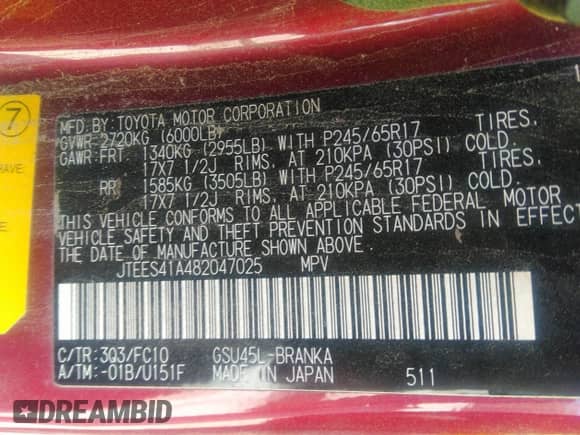 7
HAVE
MFD.BY: TOYOTA MOTOR CORPORATION
GVWR 2720KG (6000LB)
GAWR-FRT 1340KG (2955LB) WITH P245/65R17 TIRES,
17X7 1/2J RIMS, AT 210KPA (30PSI) COLD.
RR 1585KG (3505LB) WITH P245/65R17 TIRES,
17X7 1/2J RIMS, AT 210KPA (30PSI) COLD.
THIS VEHICLE CONFORMS TO ALL APPLICABLE FEDERAL MOTOR
VEHICLE SAFETY AND THEFT PREVENTION STANDARDS IN EFFECT
THE DATE OF MANUFACTURE SHOWN ABOVE.
JTEES41A482047025 MPV
C/TR: 3Q3/FC10 GSU45L-BRANKA
A/TM: -01B/U151F MADE IN JAPAN 511
DREAMBID